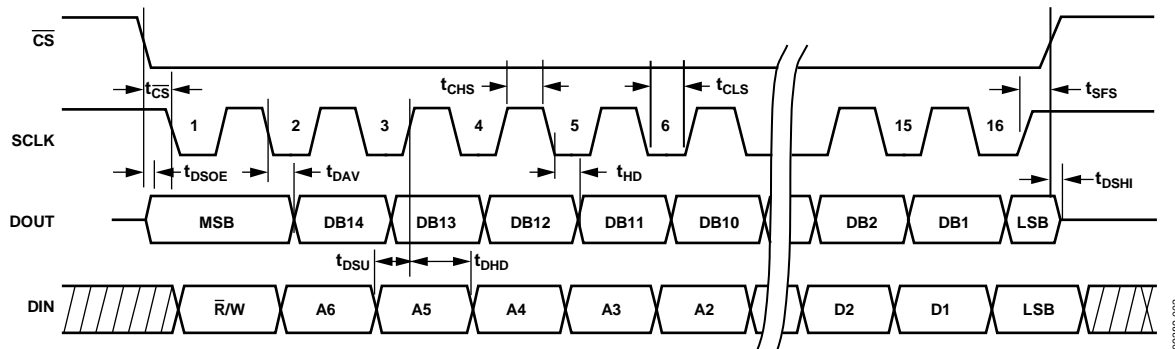 CS
tCS
tCHS
tCLS
tSFS
SCLK
1
2
3
4
5
6
15
16
tDSOE
tDAV
tHD
tDSHI
DOUT
MSB
DB14
DB13
DB12
DB11
DB10
DB2
DB1
LSB
tDSU
tDHD
DIN
R/W
A6
A5
A4
A3
A2
D2
D1
LSB